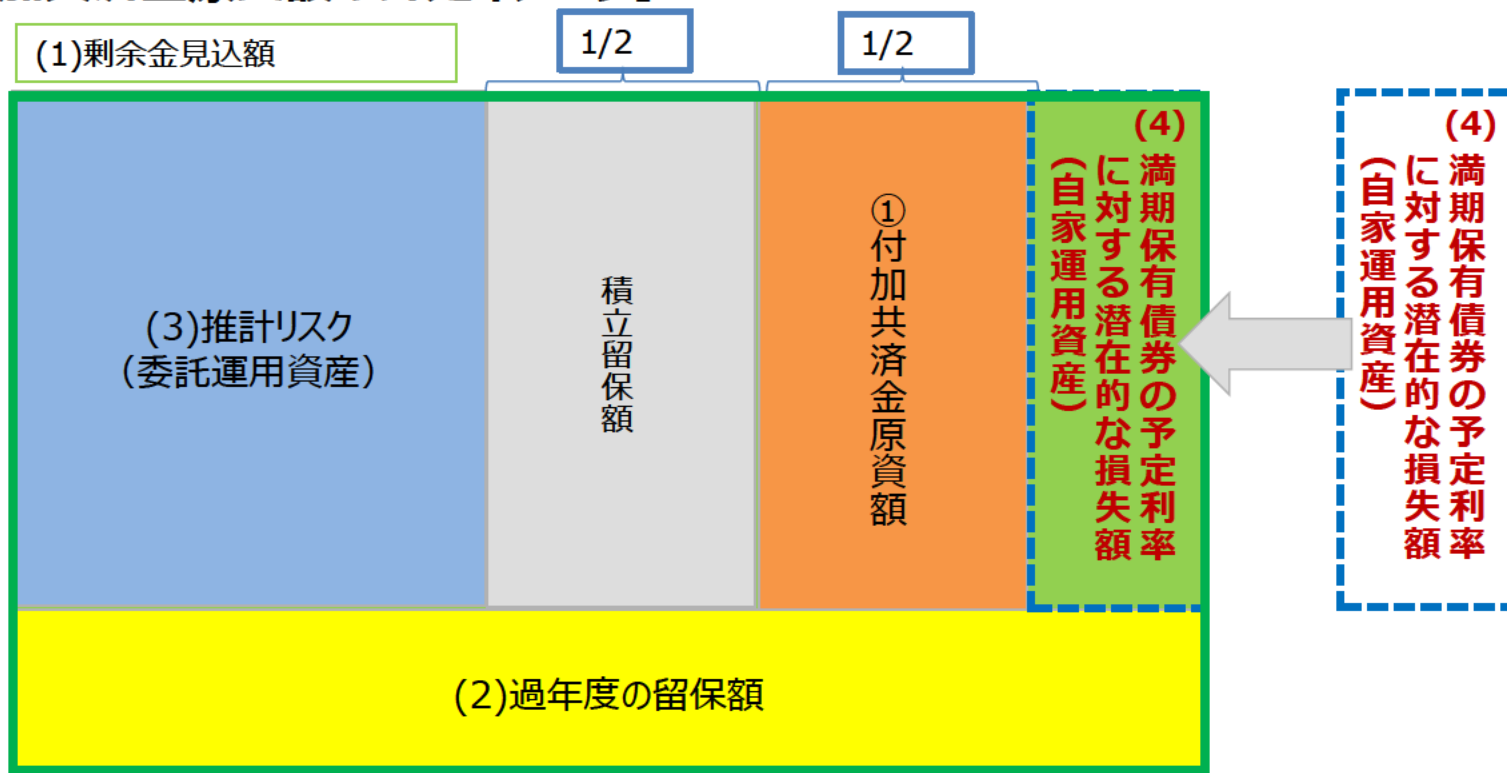 (1)剰余金見込額
1/2
1/2
(3)推計リスク
（委託運用資産）
積立留保額
①付加共済金原資額
(4)
満期保有債券の予定利率
に対する潜在的な損失額
（自家運用資産）
(4)
満期保有債券の予定利率
に対する潜在的な損失額
（自家運用資産）
(2)過年度の留保額